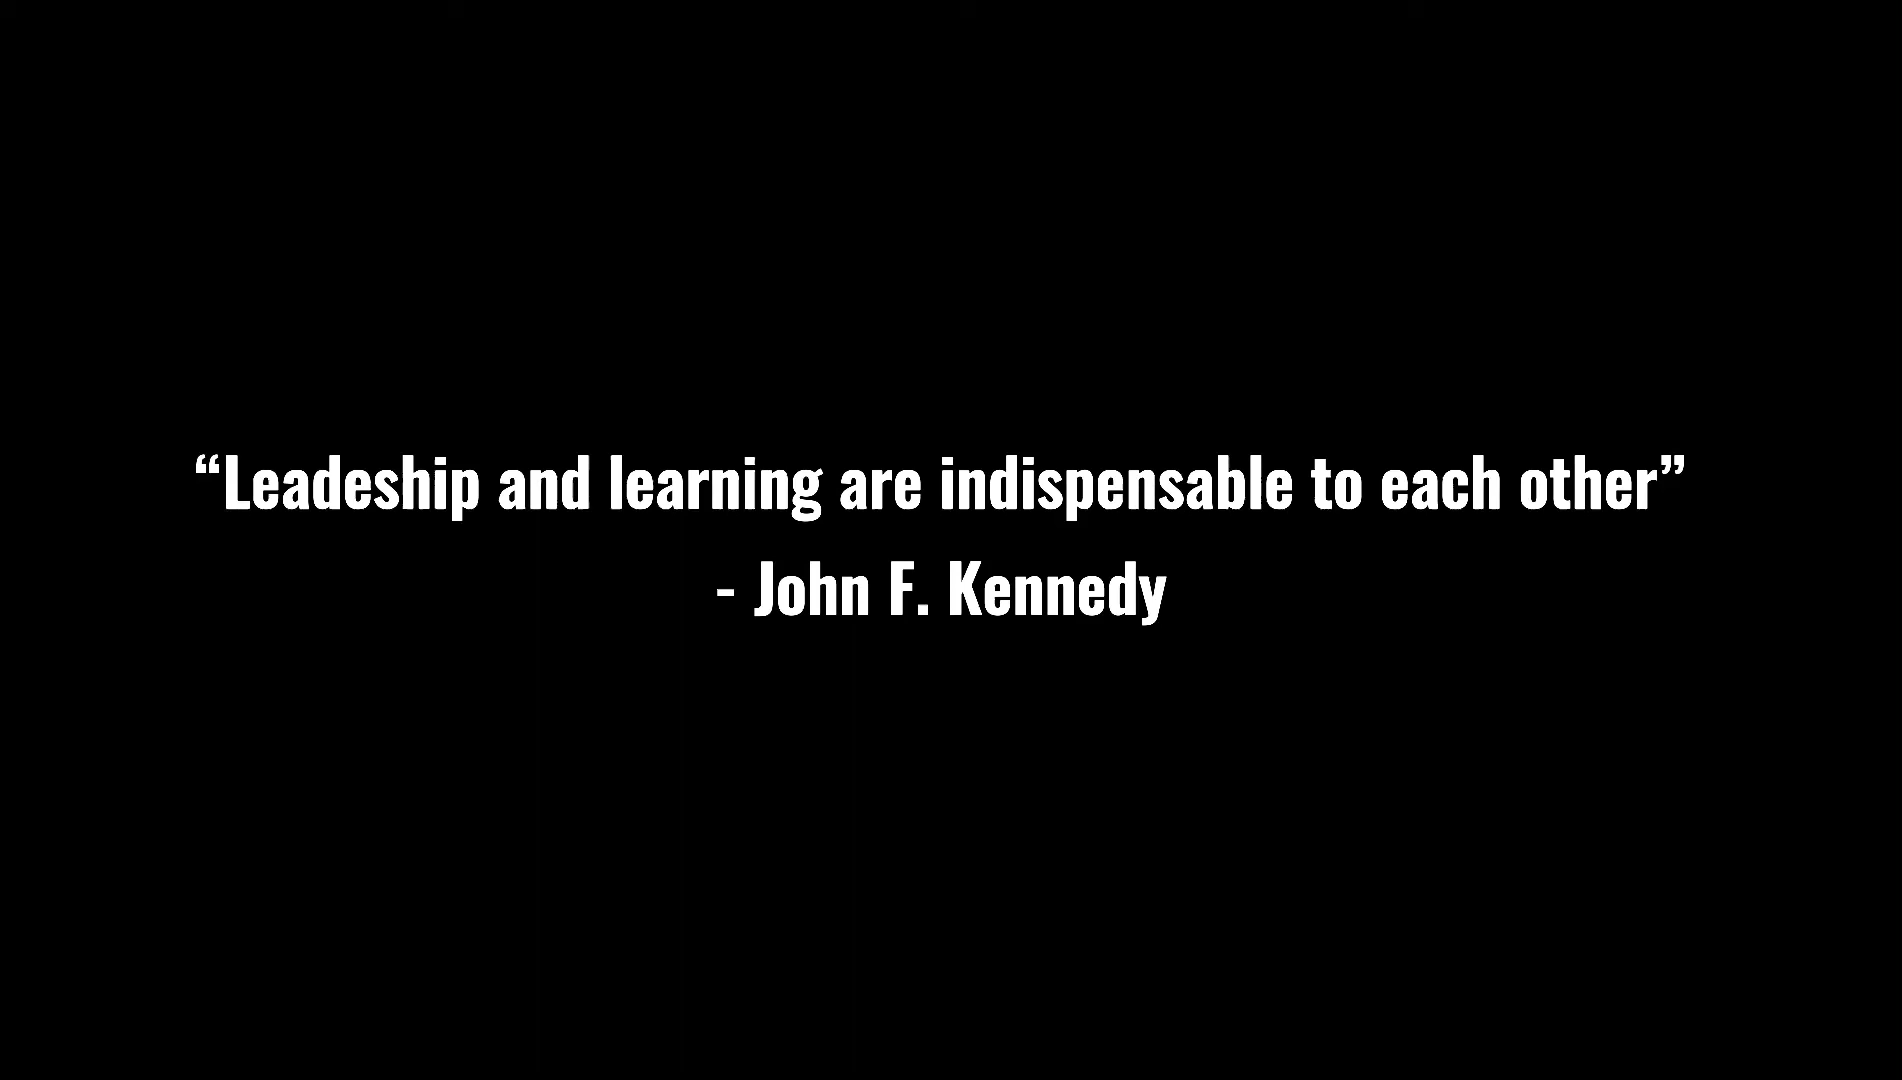 “Leadeship and learning are indispensable to each other”
- John F. Kennedy